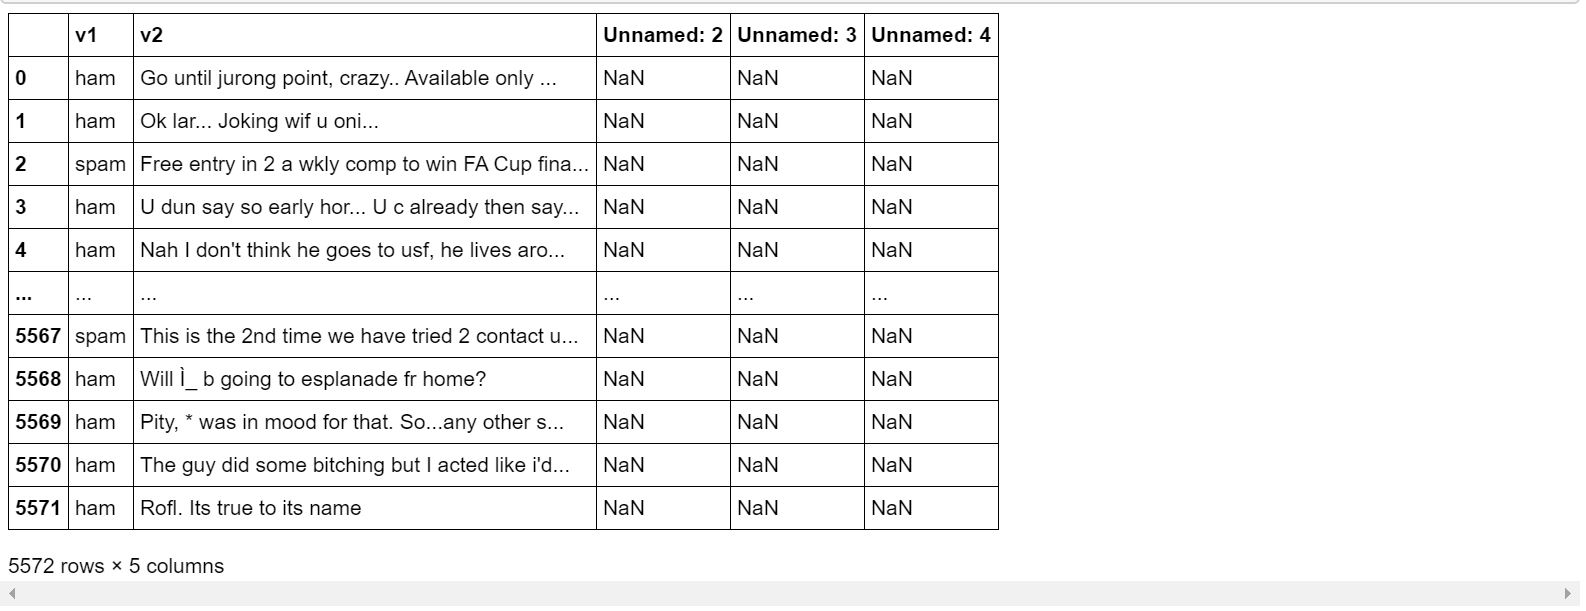 v1 v2 Unnamed: 2 Unnamed: 3 Unnamed: 4
0 ham Go until jurong point, crazy.. Available only ... NaN NaN NaN
1 ham Ok lar... Joking wif u oni... NaN NaN NaN
2 spam Free entry in 2 a wkly comp to win FA Cup fina... NaN NaN NaN
3 ham U dun say so early hor... U c already then say... NaN NaN NaN
4 ham Nah I don't think he goes to usf, he lives aro... NaN NaN NaN
... ... ... ... ... ...
5567 spam This is the 2nd time we have tried 2 contact u... NaN NaN NaN
5568 ham Will Ì_ b going to esplanade fr home? NaN NaN NaN
5569 ham Pity, * was in mood for that. So...any other s... NaN NaN NaN
5570 ham The guy did some bitching but I acted like i'd... NaN NaN NaN
5571 ham Rofl. Its true to its name NaN NaN NaN
5572 rows × 5 columns